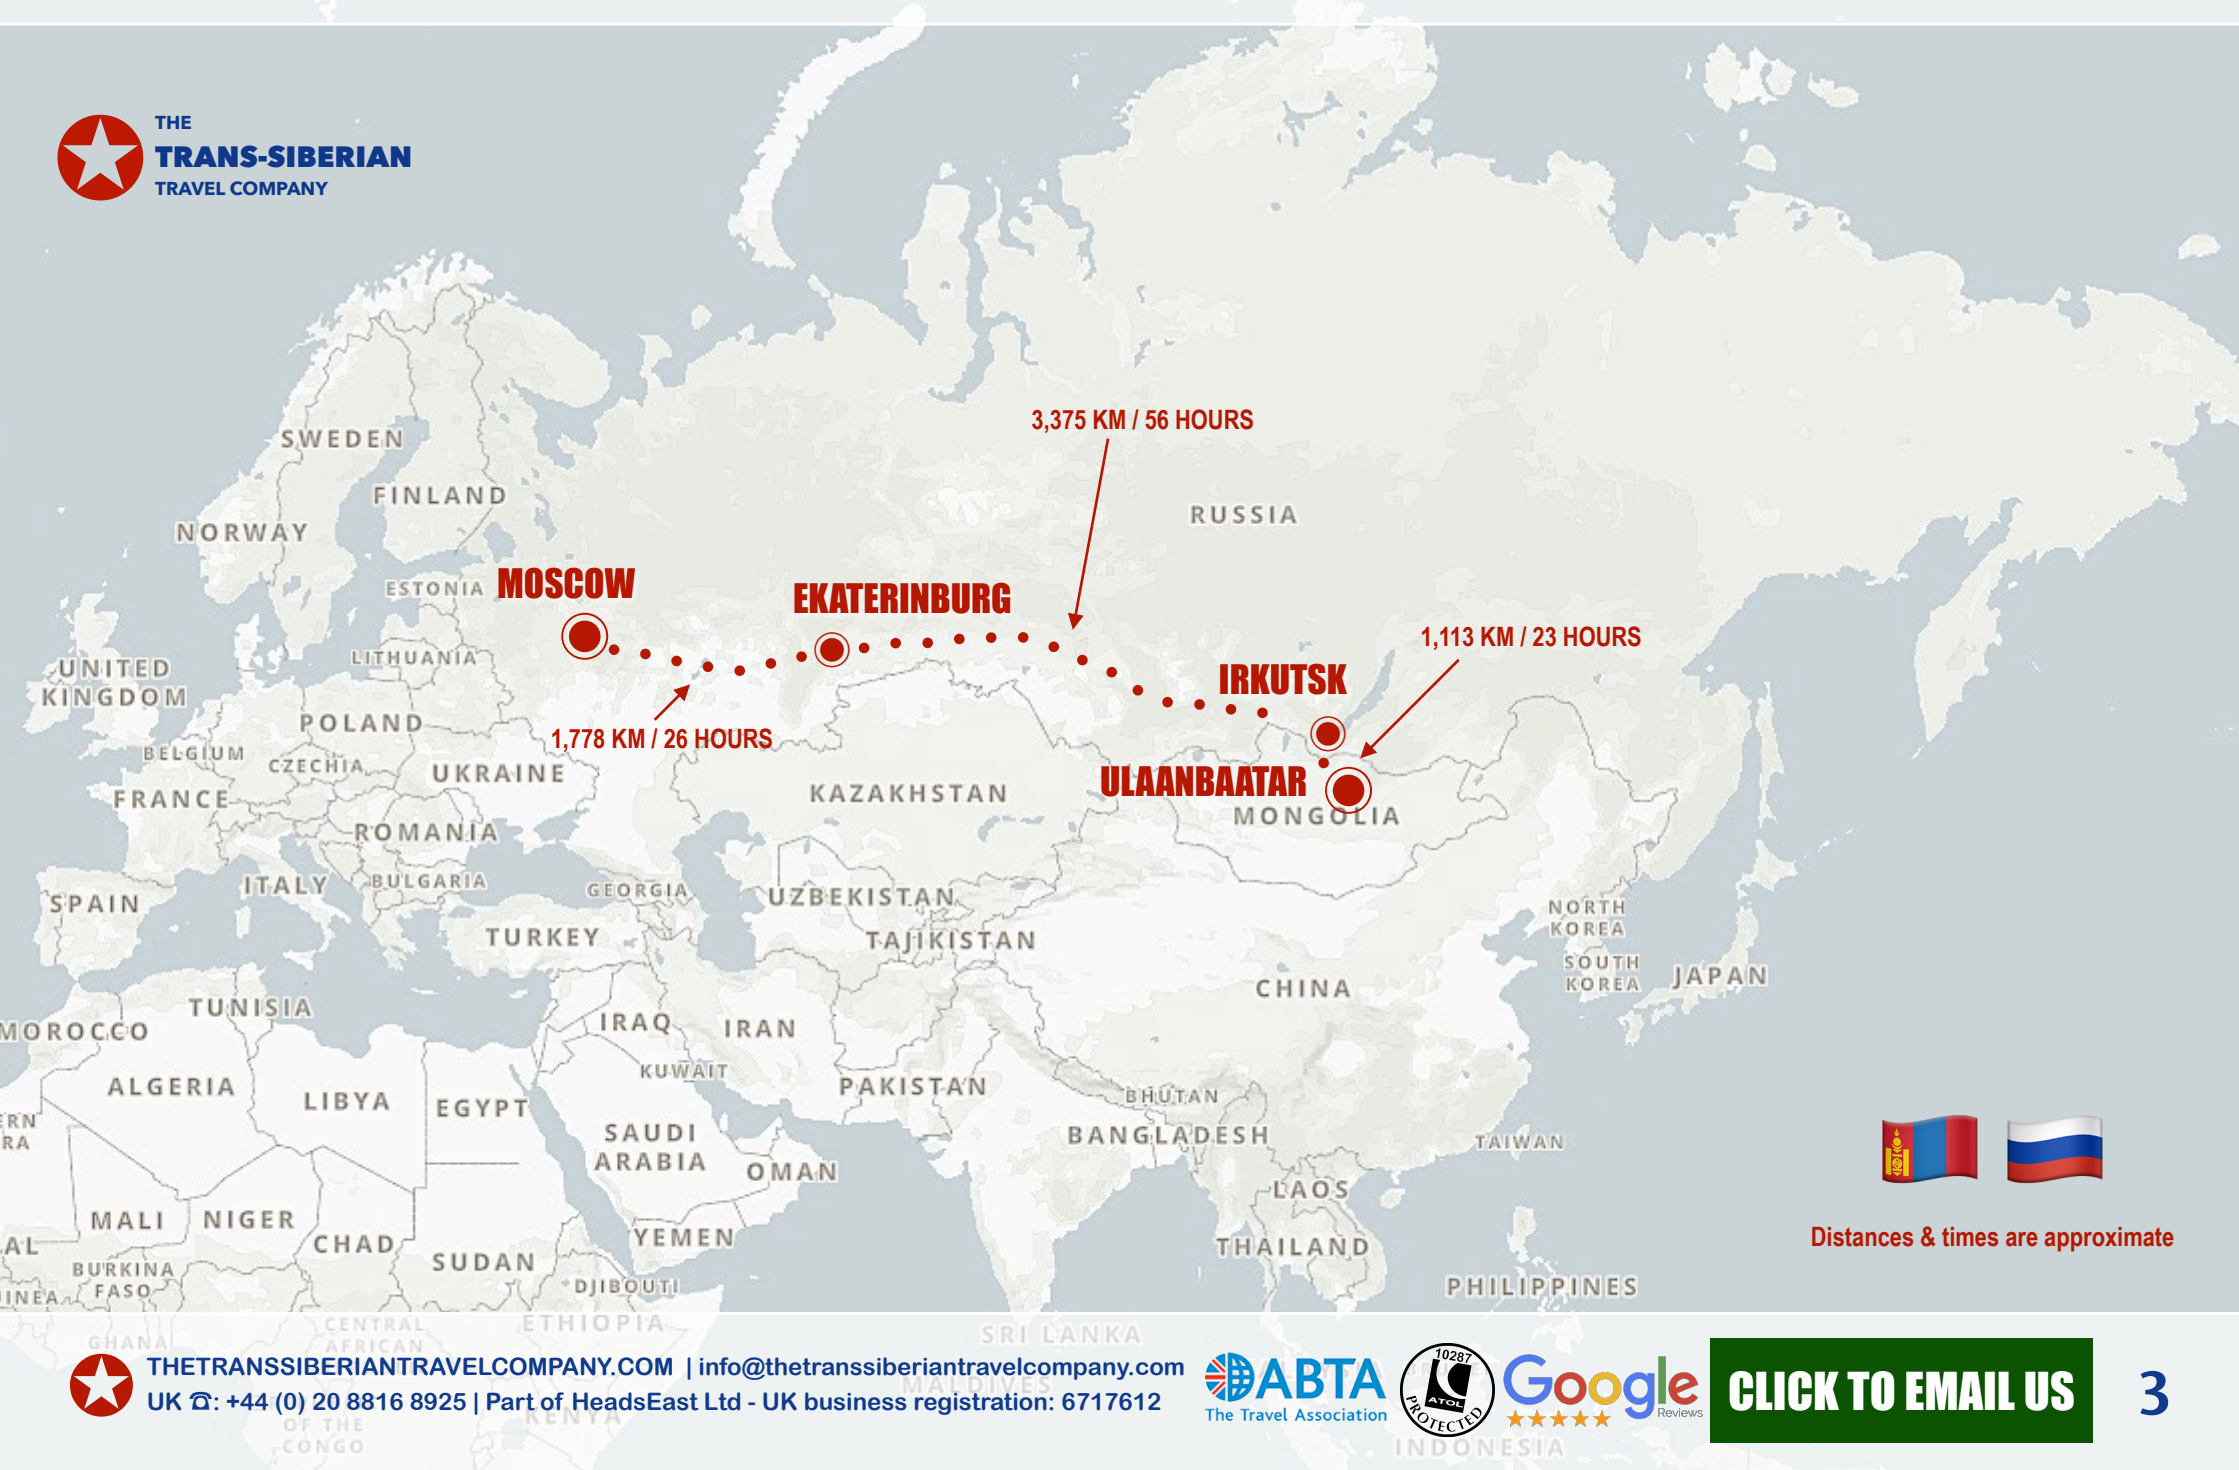 THE
TRANS-SIBERIAN
TRAVEL COMPANY
3,375 KM / 56 HOURS
SWEDEN
FINLAND
RUSSIA
NORWAY
MOSCOW
EKATERINBURG
ESTONIA
1,113 KM / 23 HOURS
LITHUANIA
UNITED
KINGDOM
IRKUTSK
POLAND
1,778 KM / 26 HOURS
BELGIUM
CZECHIA
UKRAINE
ULAANBAATAR
FRANCE
KAZAKHSTAN
MONGOLIA
ROMANIA
ITALY
BULGARIA
GEORGIA
UZBEKISTAN
SPAIN
NORTH
KOREA
TURKEY
TAJIKISTAN
SOUTH
KOREA
JAPAN
CHINA
TUNISIA
MOROCCO
IRAQ
IRAN
KUWAIT
ALGERIA
LIBYA
EGYPT
PAKISTAN
BHUTAN
ERN
RA
SAUDI
ARABIA
BANGLADESH
TAIWAN
OMAN
LAOS
MALI
NIGER
CHAD
YEMEN
AL
SUDAN
THAILAND
Distances & times are approximate
BURKINA
FASO
INEA
DJIBOUTI
PHILIPPINES
CENTRAL
AFRICAN
ETHIOPIA
GHANA
SRI LANKA
THETRANSSIBERIANTRAVELCOMPANY.COM | info@thetranssiberiantravelcompany.com
MALDIVES
UK ☎: +44 (0) 20 8816 8925 | Part of HeadsEast Ltd - UK business registration: 6717612
OF THE
CONGO
KENYA
ABTA
The Travel Association
10287
ATOL
PROTECTED
Google
Reviews
CLICK TO EMAIL US
3
INDONESIA